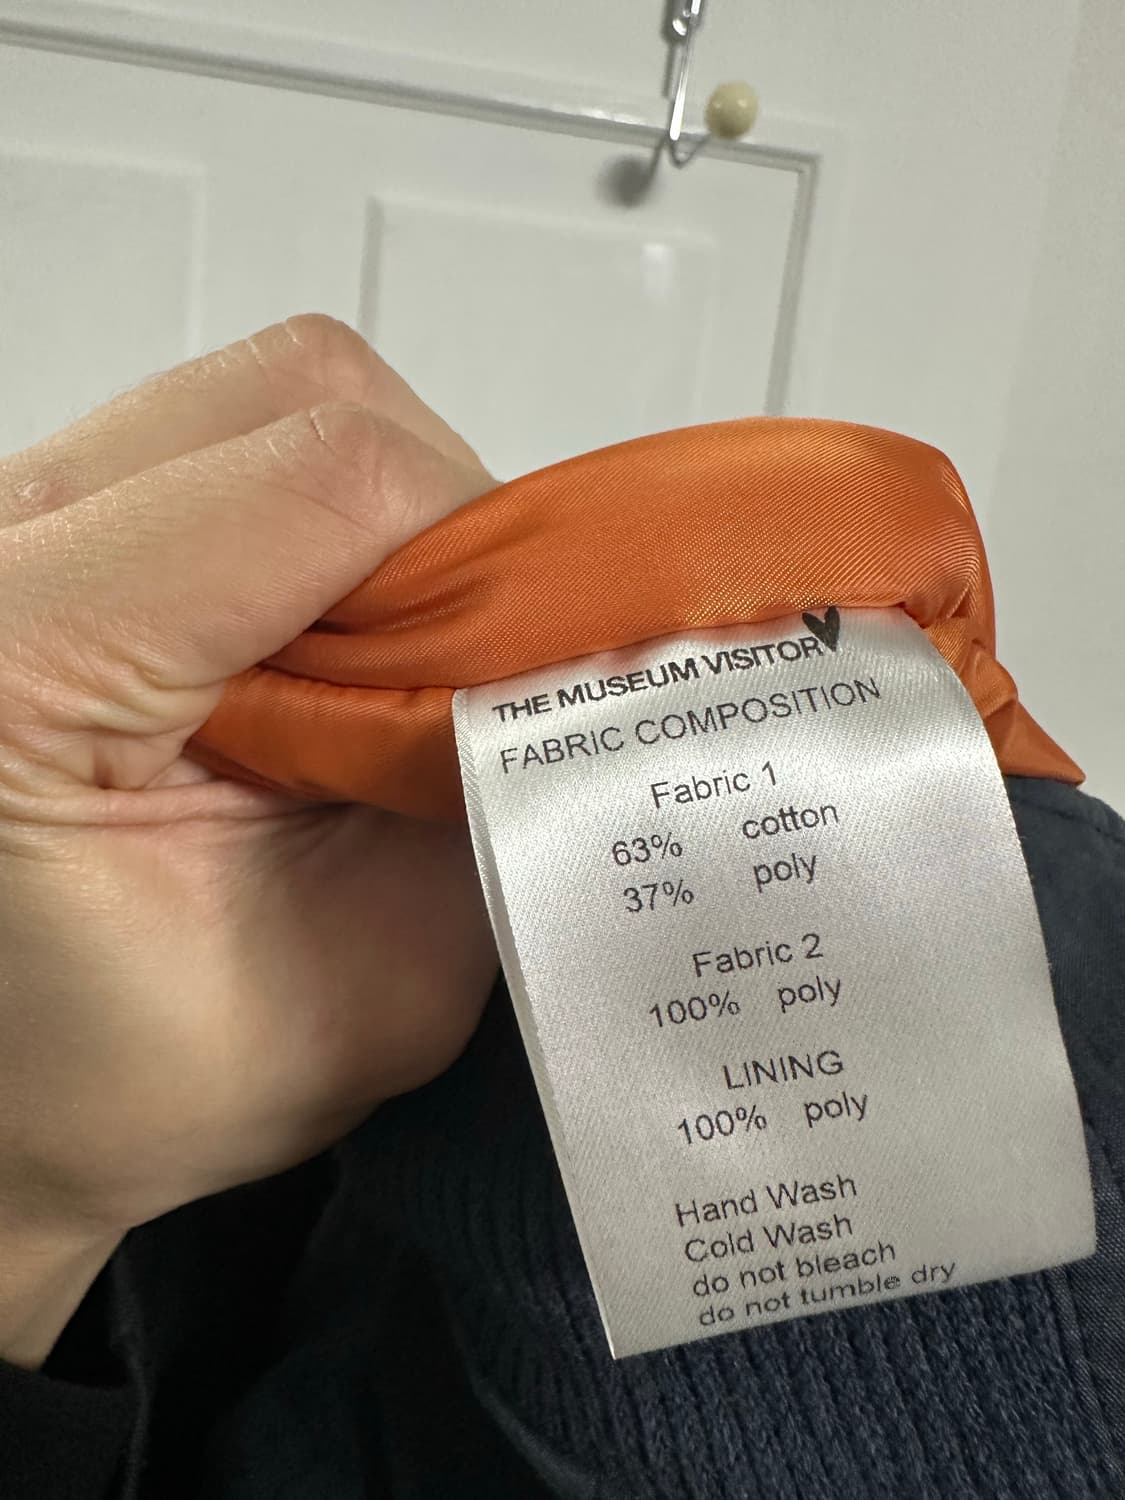 THE MUSEUM VISITOR
FABRIC COMPOSITION
Fabric 1
63% cotton
37% poly
Fabric 2
100% poly
LINING
100% poly
Hand Wash
Cold Wash
do not bleach
do not tumble dry